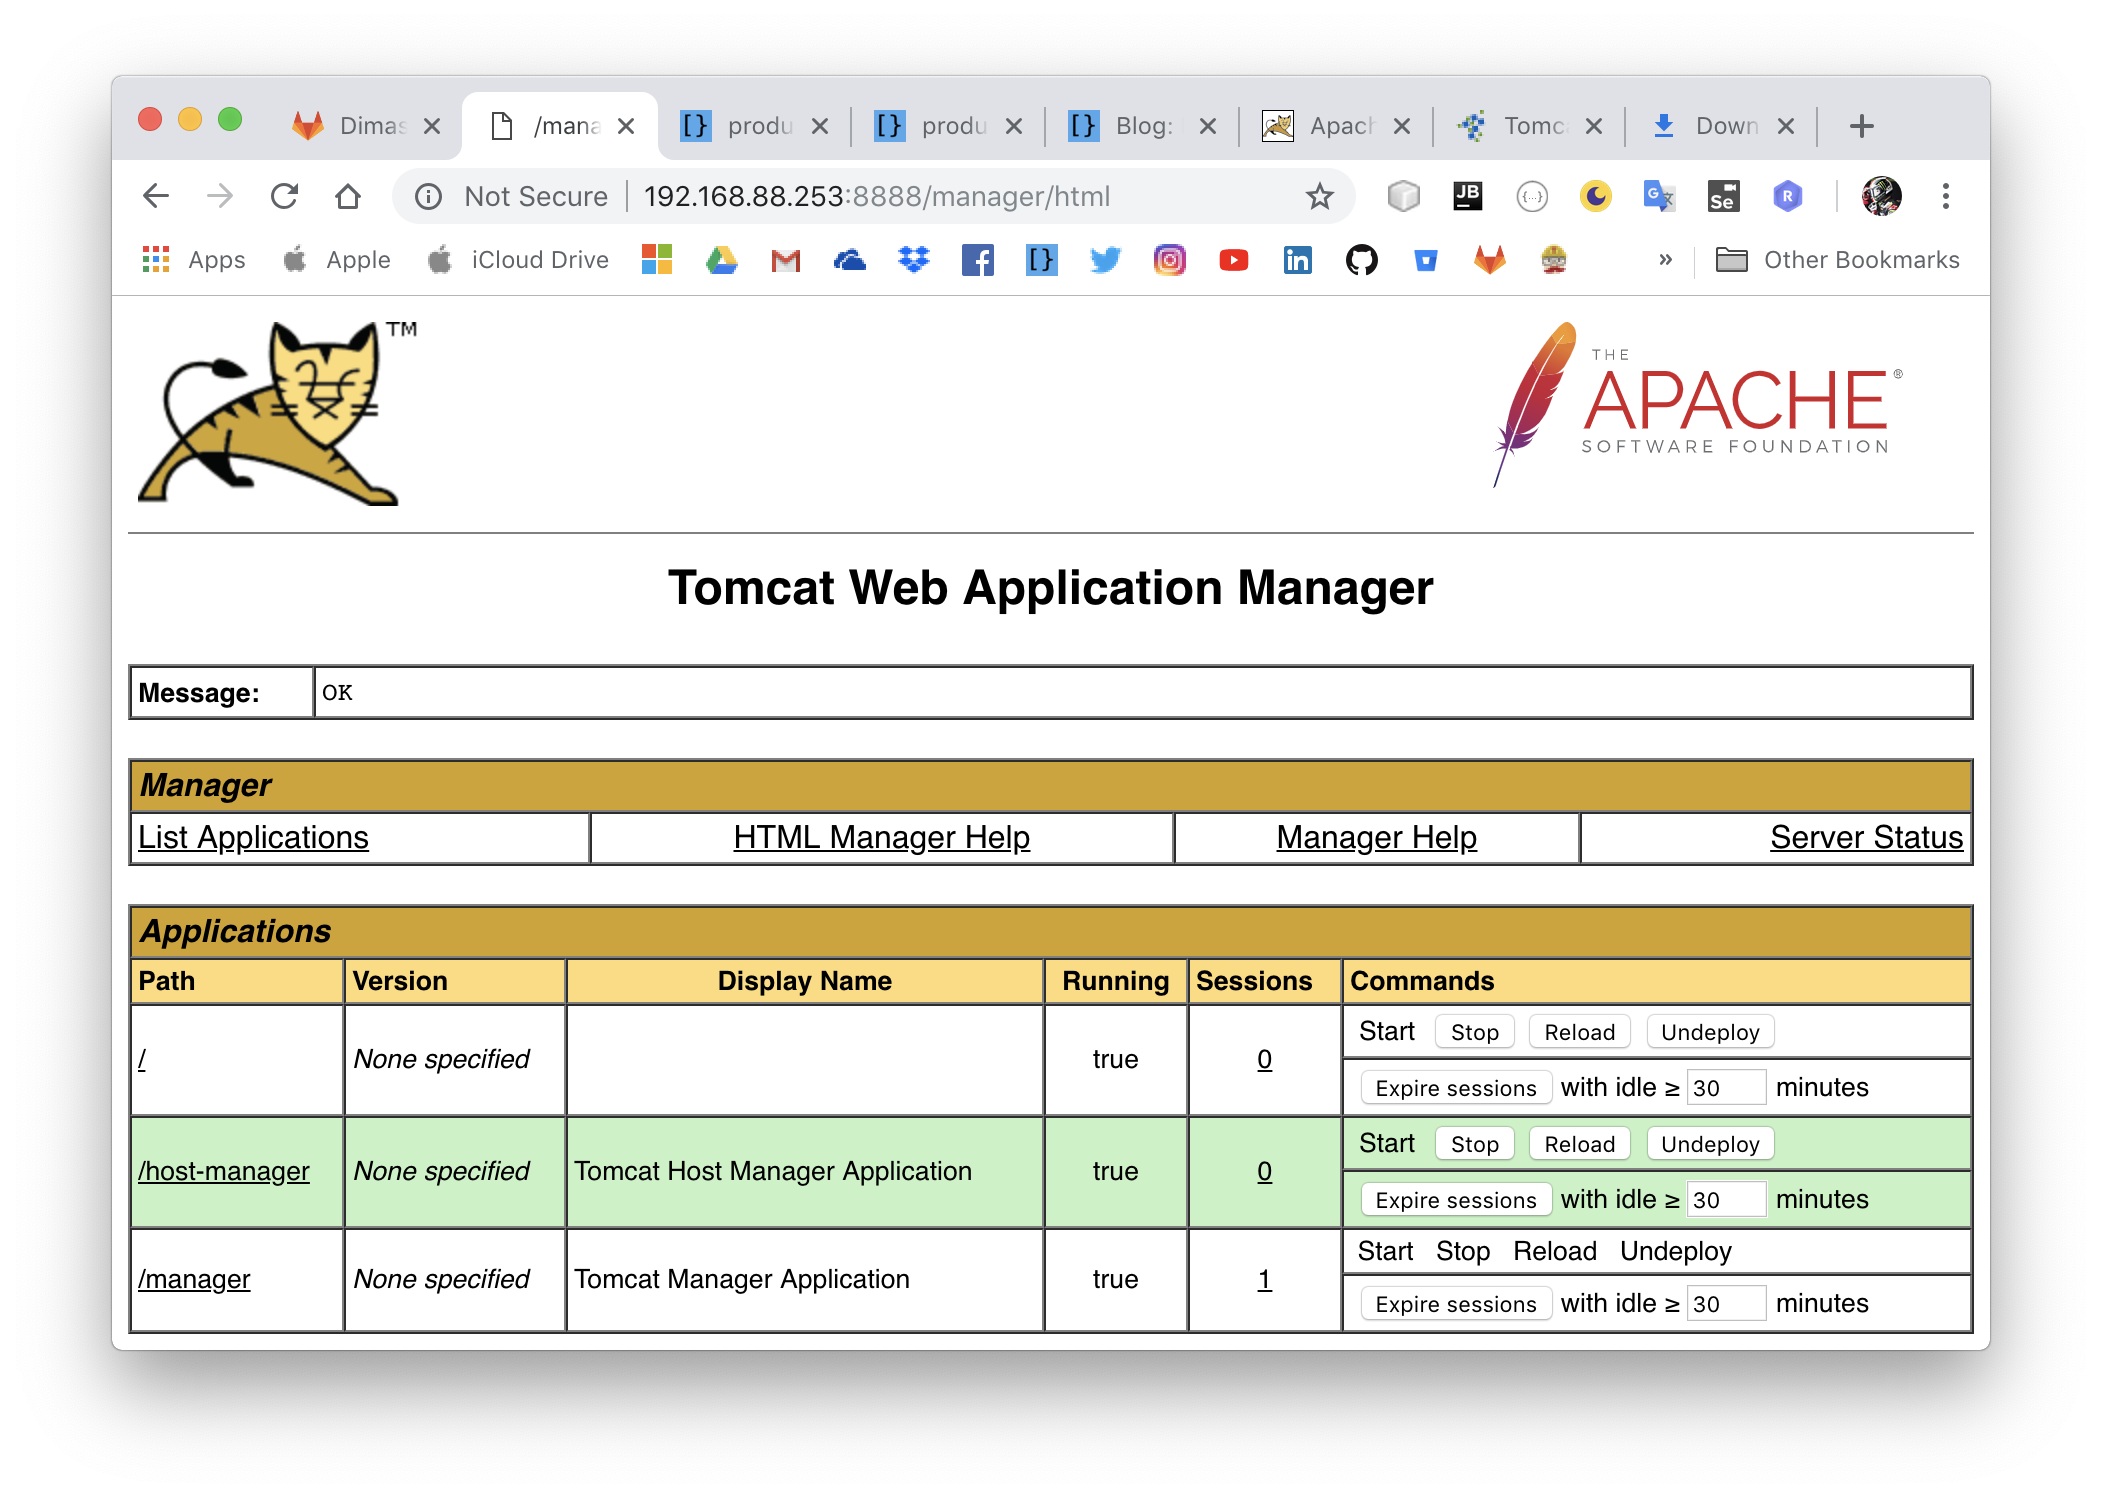 Dimas /mana produ produ Blog: Apach Tomc Down
Not Secure 192.168.88.253:8888/manager/html JB {...} G Se R
Apps Apple iCloud Drive [} Other Bookmarks
TM
THE
APACHE®
SOFTWARE FOUNDATION
Tomcat Web Application Manager
Message: OK
Manager
List Applications HTML Manager Help Manager Help Server Status
Applications
Path Version Display Name Running Sessions Commands
/ None specified true 0 Start Stop Reload Undeploy
Expire sessions with idle ≥ 30 minutes
/host-manager None specified Tomcat Host Manager Application true 0 Start Stop Reload Undeploy
Expire sessions with idle ≥ 30 minutes
/manager None specified Tomcat Manager Application true 1 Start Stop Reload Undeploy
Expire sessions with idle ≥ 30 minutes